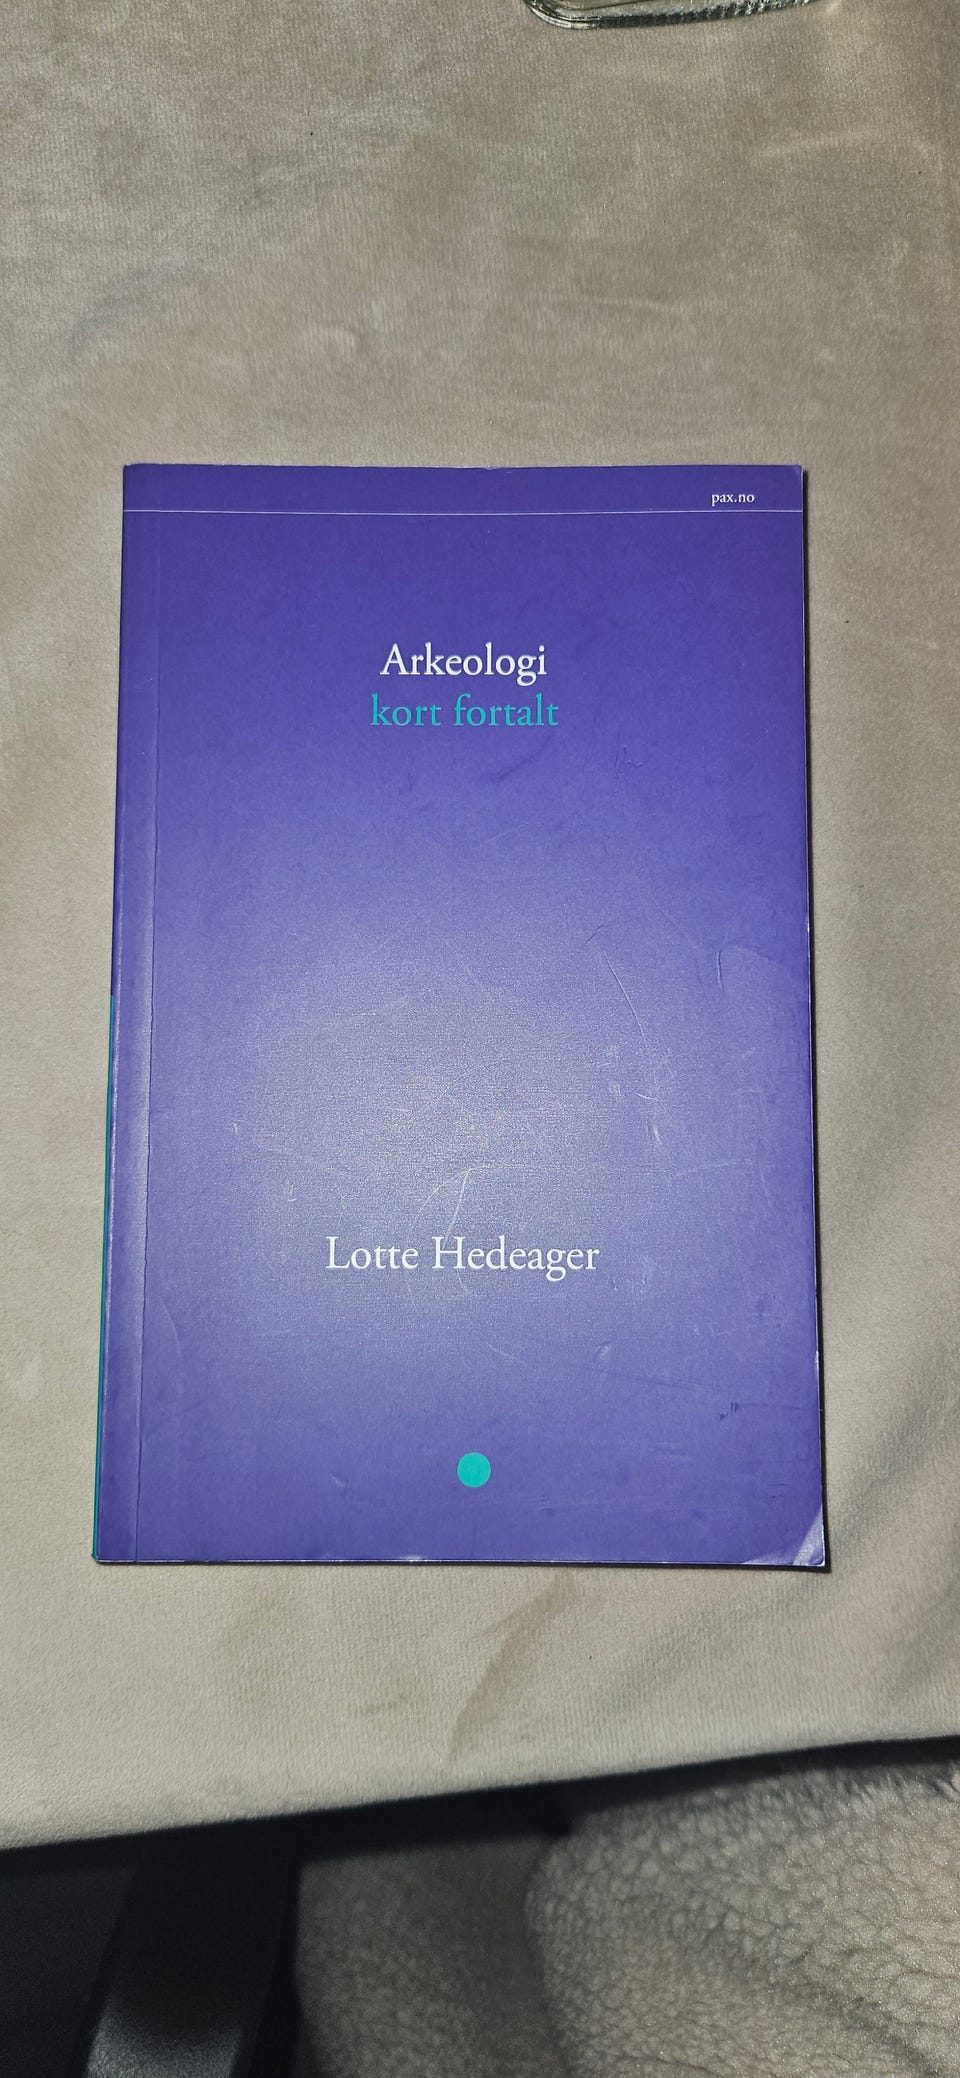 pax.no
Arkeologi
kort fortalt
Lotte Hedeager